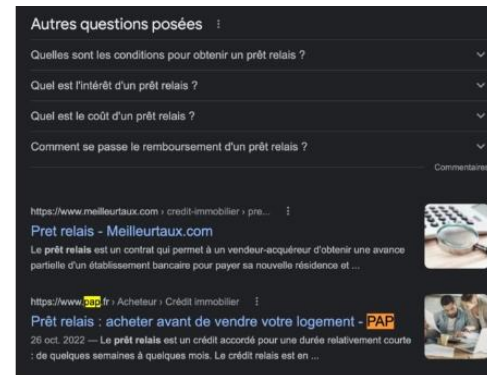 Autres questions posées
Quelles sont les conditions pour obtenir un prêt relais ?
Quel est l'intérêt d'un prêt relais ?
Quel est le coût d'un prêt relais ?
Comment se passe le remboursement d'un prêt relais ?
Commentaires
https://www.meilleurtaux.com › credit-immobilier › pre...
Pret relais - Meilleurtaux.com
Le prêt relais est un contrat qui permet à un vendeur-acquéreur d'obtenir une avance
partielle d'un établissement bancaire pour payer sa nouvelle résidence et ...
https://www.pap.fr › Acheteur › Crédit immobilier
Prêt relais : acheter avant de vendre votre logement - PAP
26 oct. 2022 — Le prêt relais est un crédit accordé pour une durée relativement courte
: de quelques semaines à quelques mois. Le crédit relais est en ...